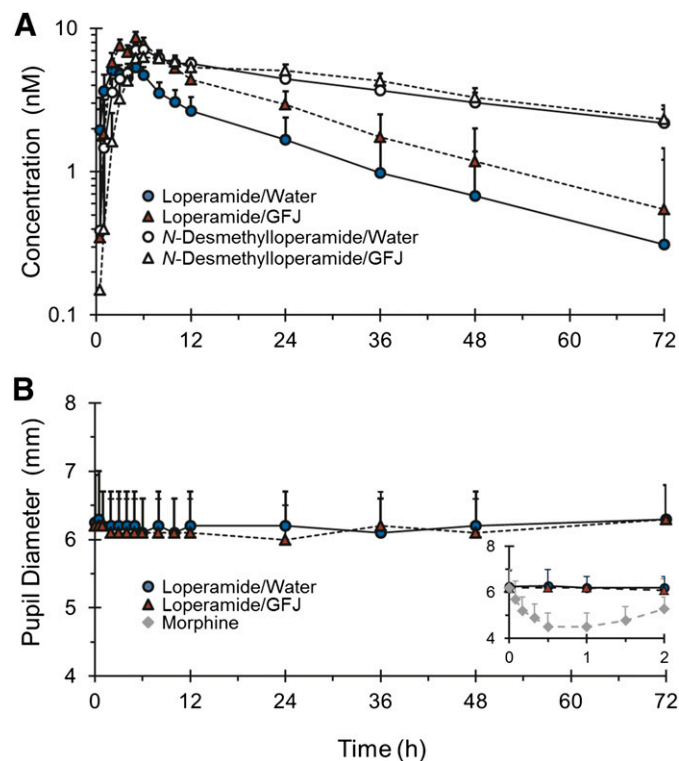 A
Concentration (nM)
10
1
0.1
Loperamide/Water
Loperamide/GFJ
N-Desmethylloperamide/Water
N-Desmethylloperamide/GFJ
0 12 24 36 48 60 72
B
Pupil Diameter (mm)
8
7
6
5
4
Loperamide/Water
Loperamide/GFJ
Morphine
8
6
4
0 1 2
0 12 24 36 48 60 72
Time (h)